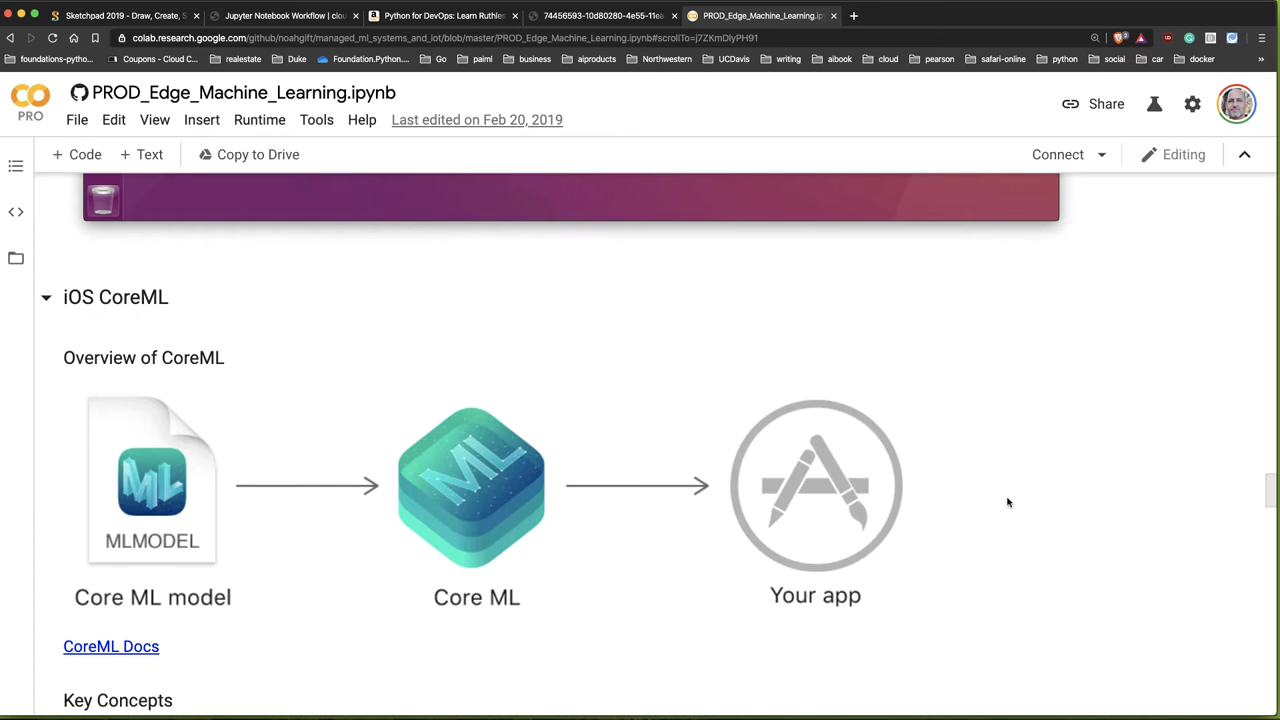 Sketchpad 2019 - Draw, Create, S
Jupyter Notebook Workflow | clou
Python for DevOps: Learn Ruthles
74456593-10d80280-4e55-11ea
PROD_Edge_Machine_Learning.ip
colab.research.google.com/github/noahgift/managed_ml_systems_and_iot/blob/master/PROD_Edge_Machine_Learning.ipynb#scrollTo=j7ZKmDlyPH91
foundations-pytho... Coupons - Cloud C... realestate Duke Foundation.Python.... Go paiml business aiproducts Northwestern UCDavis writing aibook cloud pearson safari-online python social car docker »
CO
PRO
PROD_Edge_Machine_Learning.ipynb
File Edit View Insert Runtime Tools Help Last edited on Feb 20, 2019
Share
+ Code + Text Copy to Drive Connect Editing
iOS CoreML
Overview of CoreML
ML
MLMODEL
ML
Core ML model
Core ML
Your app
CoreML Docs
Key Concepts